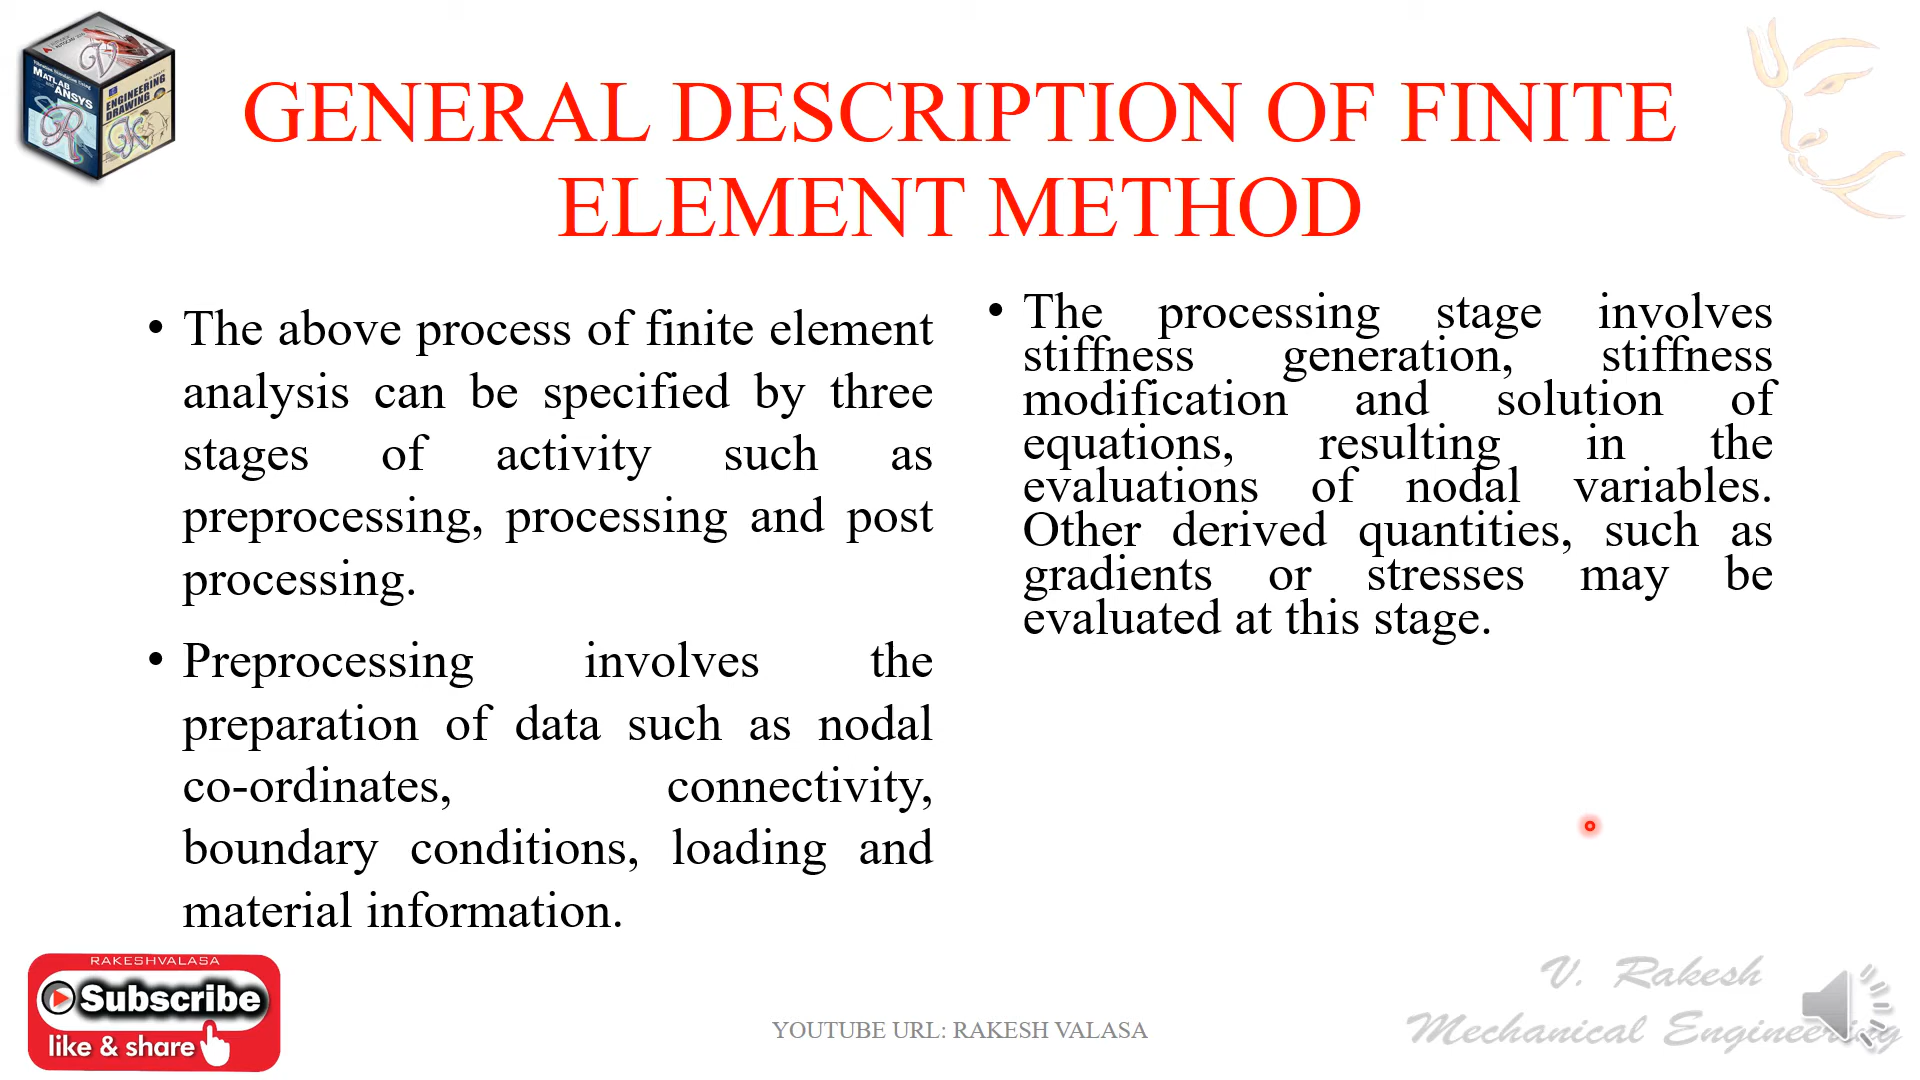 MATLAB
ANSYS
ENGINEERING
DRAWING
GENERAL DESCRIPTION OF FINITE
ELEMENT METHOD
• The above process of finite element
analysis can be specified by three
stages of activity such as
preprocessing, processing and post
processing.
• Preprocessing involves the
preparation of data such as nodal
co-ordinates, connectivity,
boundary conditions, loading and
material information.
• The processing stage involves
stiffness generation, stiffness
modification and solution of
equations, resulting in the
evaluations of nodal variables.
Other derived quantities, such as
gradients or stresses may be
evaluated at this stage.
RAKESHVALASA
Subscribe
like & share
YOUTUBE URL: RAKESH VALASA
V. Rakesh
Mechanical Engineering